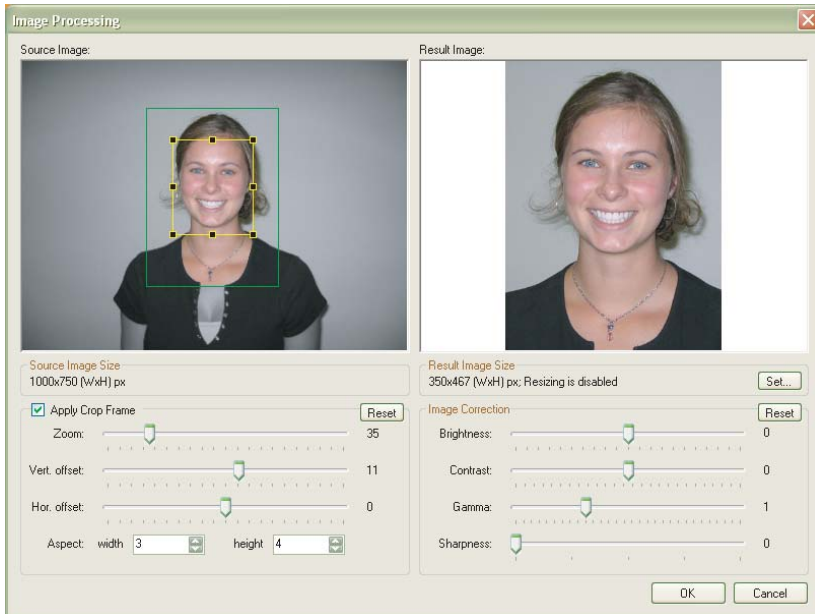 Image Processing
Source Image:
Result Image:
Source Image Size
1000x750 (WxH) px
Result Image Size
350x467 (WxH) px; Resizing is disabled
Set...
Apply Crop Frame
Reset
Zoom:
35
Vert. offset:
11
Hor. offset:
0
Aspect: width 3 height 4
Image Correction
Reset
Brightness:
0
Contrast:
0
Gamma:
1
Sharpness:
0
OK
Cancel